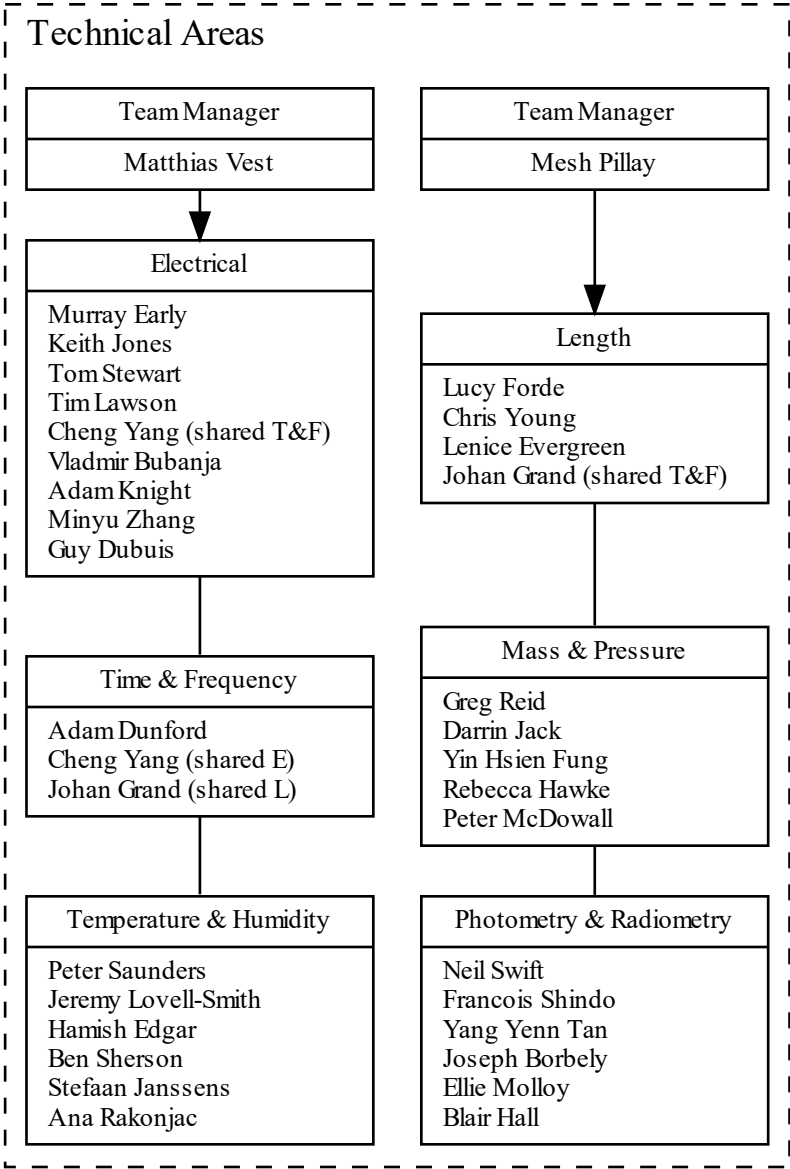 Technical Areas
Team Manager
Matthias Vest
Electrical
Murray Early
Keith Jones
Tom Stewart
Tim Lawson
Cheng Yang (shared T&F)
Vladmir Bubanja
Adam Knight
Minyu Zhang
Guy Dubuis
Time & Frequency
Adam Dunford
Cheng Yang (shared E)
Johan Grand (shared L)
Temperature & Humidity
Peter Saunders
Jeremy Lovell-Smith
Hamish Edgar
Ben Sherson
Stefaan Janssens
Ana Rakonjac
Team Manager
Mesh Pillay
Length
Lucy Forde
Chris Young
Lenice Evergreen
Johan Grand (shared T&F)
Mass & Pressure
Greg Reid
Darrin Jack
Yin Hsien Fung
Rebecca Hawke
Peter McDowall
Photometry & Radiometry
Neil Swift
Francois Shindo
Yang Yenn Tan
Joseph Borbely
Ellie Molloy
Blair Hall